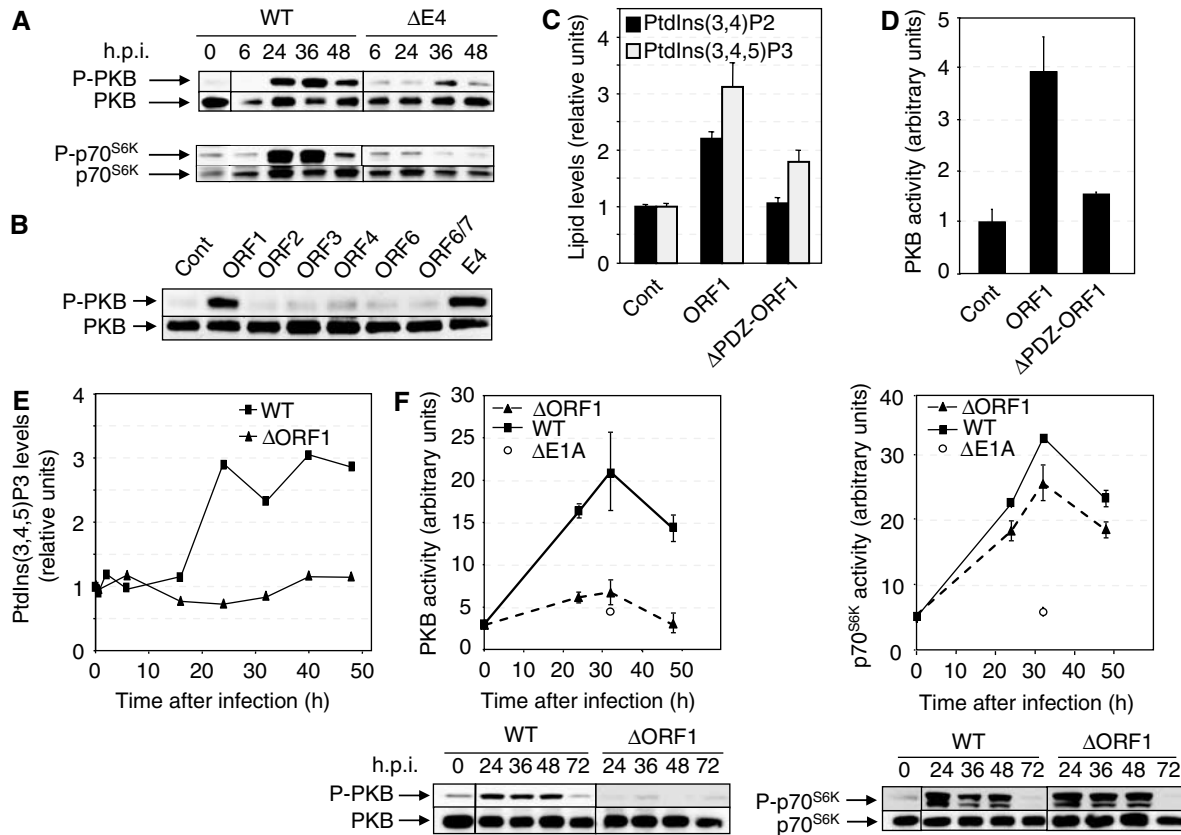 A
WT
ΔE4
h.p.i.
0 6 24 36 48 6 24 36 48
P-PKB
PKB
P-p70S6K
p70S6K
B
Cont ORF1 ORF2 ORF3 ORF4 ORF6 ORF6/7 E4
P-PKB
PKB
C
PtdIns(3,4)P2
PtdIns(3,4,5)P3
Lipid levels (relative units)
4
3
2
1
0
Cont ORF1 ΔPDZ-ORF1
D
PKB activity (arbitrary units)
5
4
3
2
1
0
Cont ORF1 ΔPDZ-ORF1
E
WT
ΔORF1
PtdIns(3,4,5)P3 levels
(relative units)
4
3
2
1
0
0 10 20 30 40 50
Time after infection (h)
F
ΔORF1
WT
ΔE1A
PKB activity (arbitrary units)
30
25
20
15
10
5
0
0 10 20 30 40 50
Time after infection (h)
WT
ΔORF1
h.p.i.
0 24 36 48 72 24 36 48 72
P-PKB
PKB
ΔORF1
WT
ΔE1A
p70S6K activity (arbitrary units)
40
30
20
10
0
0 10 20 30 40 50
Time after infection (h)
WT
ΔORF1
0 24 36 48 72 24 36 48 72
P-p70S6K
p70S6K